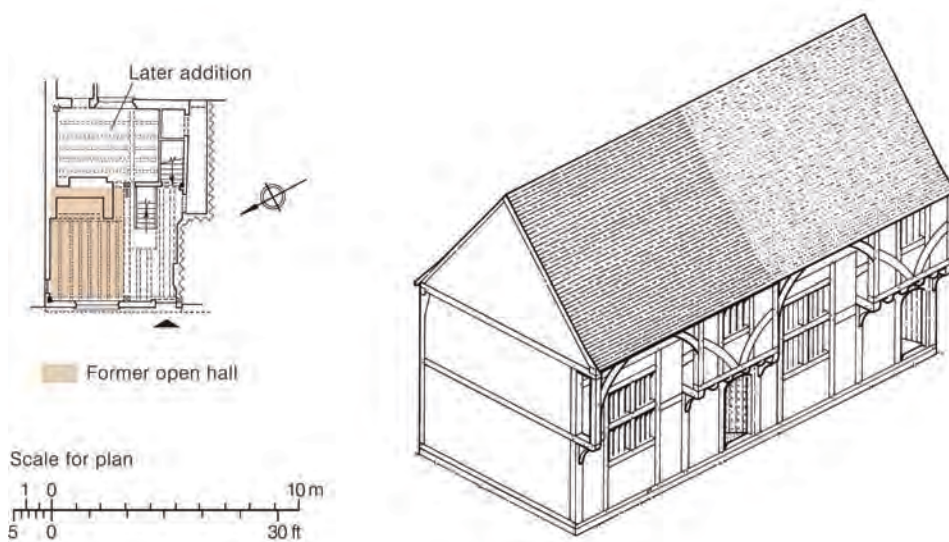 Later addition
Former open hall
Scale for plan
1 0 10 m
5 0 30 ft